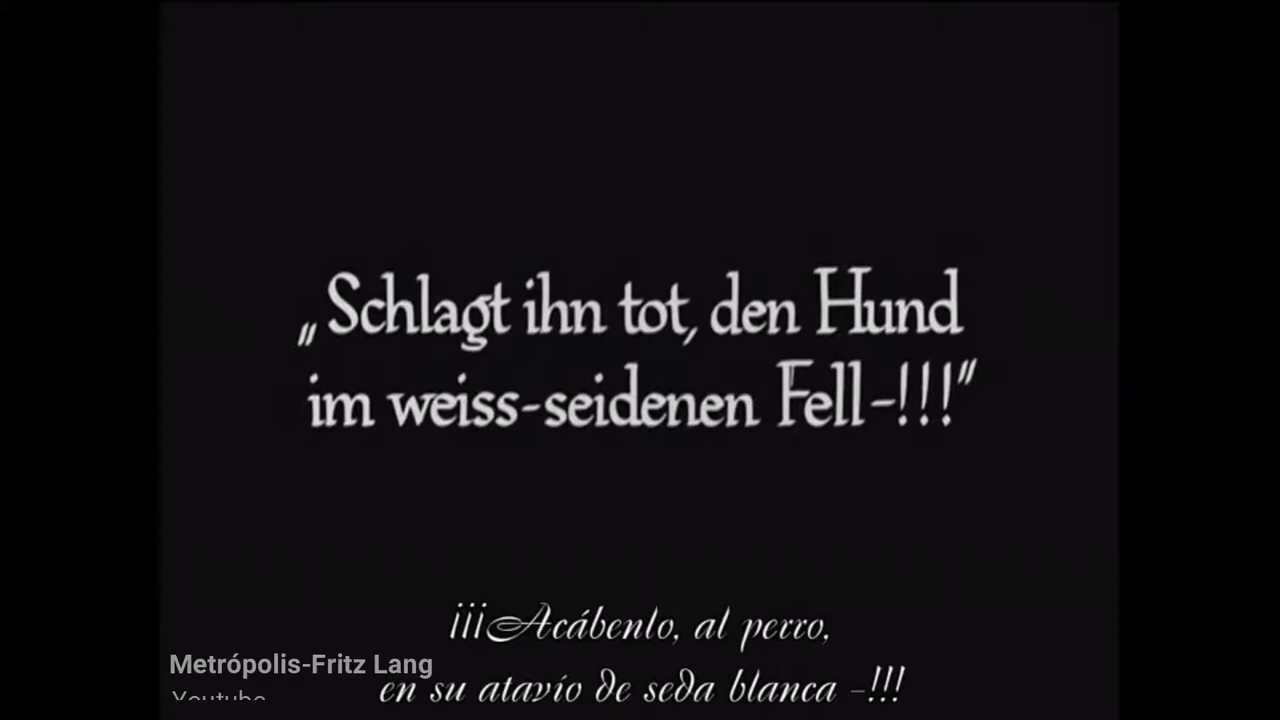 „Schlagt ihn tot, den Hund
im weiss-seidenen Fell-!!!"
¡¡¡Acábenlo, al perro,
Metrópolis-Fritz Lang
en su atavío de seda blanca -!!!
Youtube